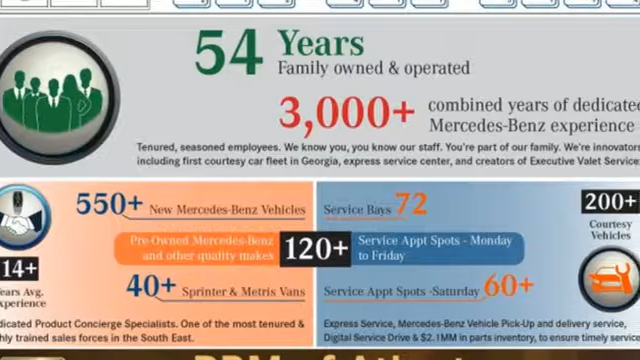 54 Years
Family owned & operated
3,000+ combined years of dedicated
Mercedes-Benz experience
Tenured, seasoned employees. We know you, you know our staff. You're part of our family. We're innovators
including first courtesy car fleet in Georgia, express service center, and creators of Executive Valet Service
550+ New Mercedes-Benz Vehicles
Pre-Owned Mercedes-Benz
and other quality makes
120+
40+ Sprinter & Metris Vans
14+
Years Avg.
Experience
dicated Product Concierge Specialists. One of the most tenured &
hly trained sales forces in the South East.
Service Bays 72
Service Appt Spots - Monday
to Friday
Service Appt Spots -Saturday 60+
200+
Courtesy
Vehicles
Express Service, Mercedes-Benz Vehicle Pick-Up and delivery service,
Digital Service Drive & $2.1MM in parts inventory, to ensure timely service